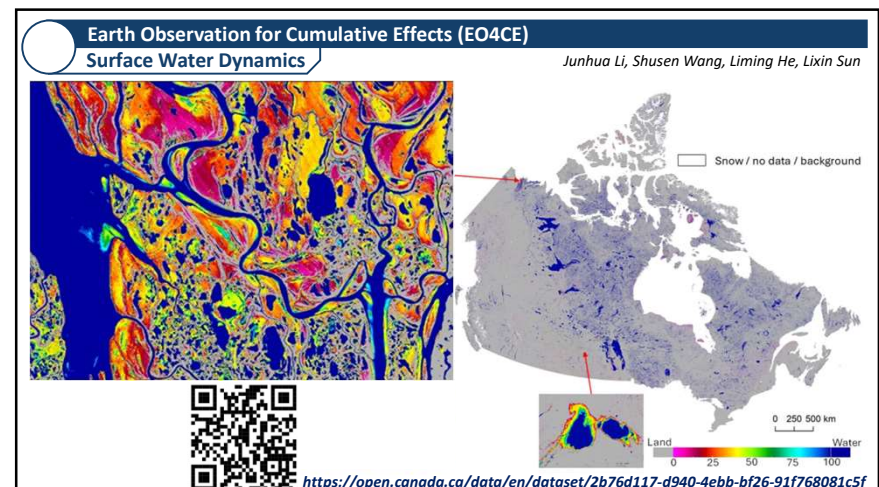 Earth Observation for Cumulative Effects (EO4CE)
Surface Water Dynamics
Junhua Li, Shusen Wang, Liming He, Lixin Sun
Snow / no data / background
0 250 500 km
Land Water
0 25 50 75 100
https://open.canada.ca/data/en/dataset/2b76d117-d940-4ebb-bf26-91f768081c5f